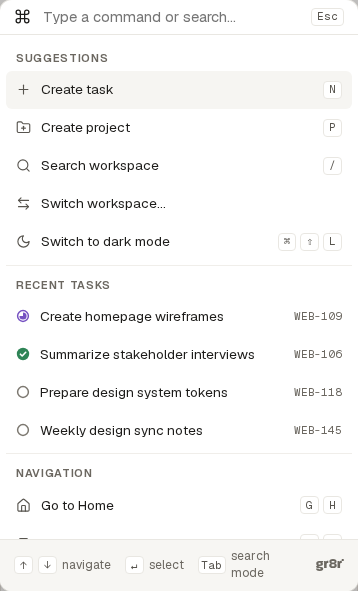 ⌘ Type a command or search... Esc
SUGGESTIONS
Create task N
Create project P
Search workspace /
Switch workspace...
Switch to dark mode ⌘ ⇧ L
RECENT TASKS
Create homepage wireframes WEB-109
Summarize stakeholder interviews WEB-106
Prepare design system tokens WEB-118
Weekly design sync notes WEB-145
NAVIGATION
Go to Home G H
↑ ↓ navigate ↵ select Tab search mode gr8r